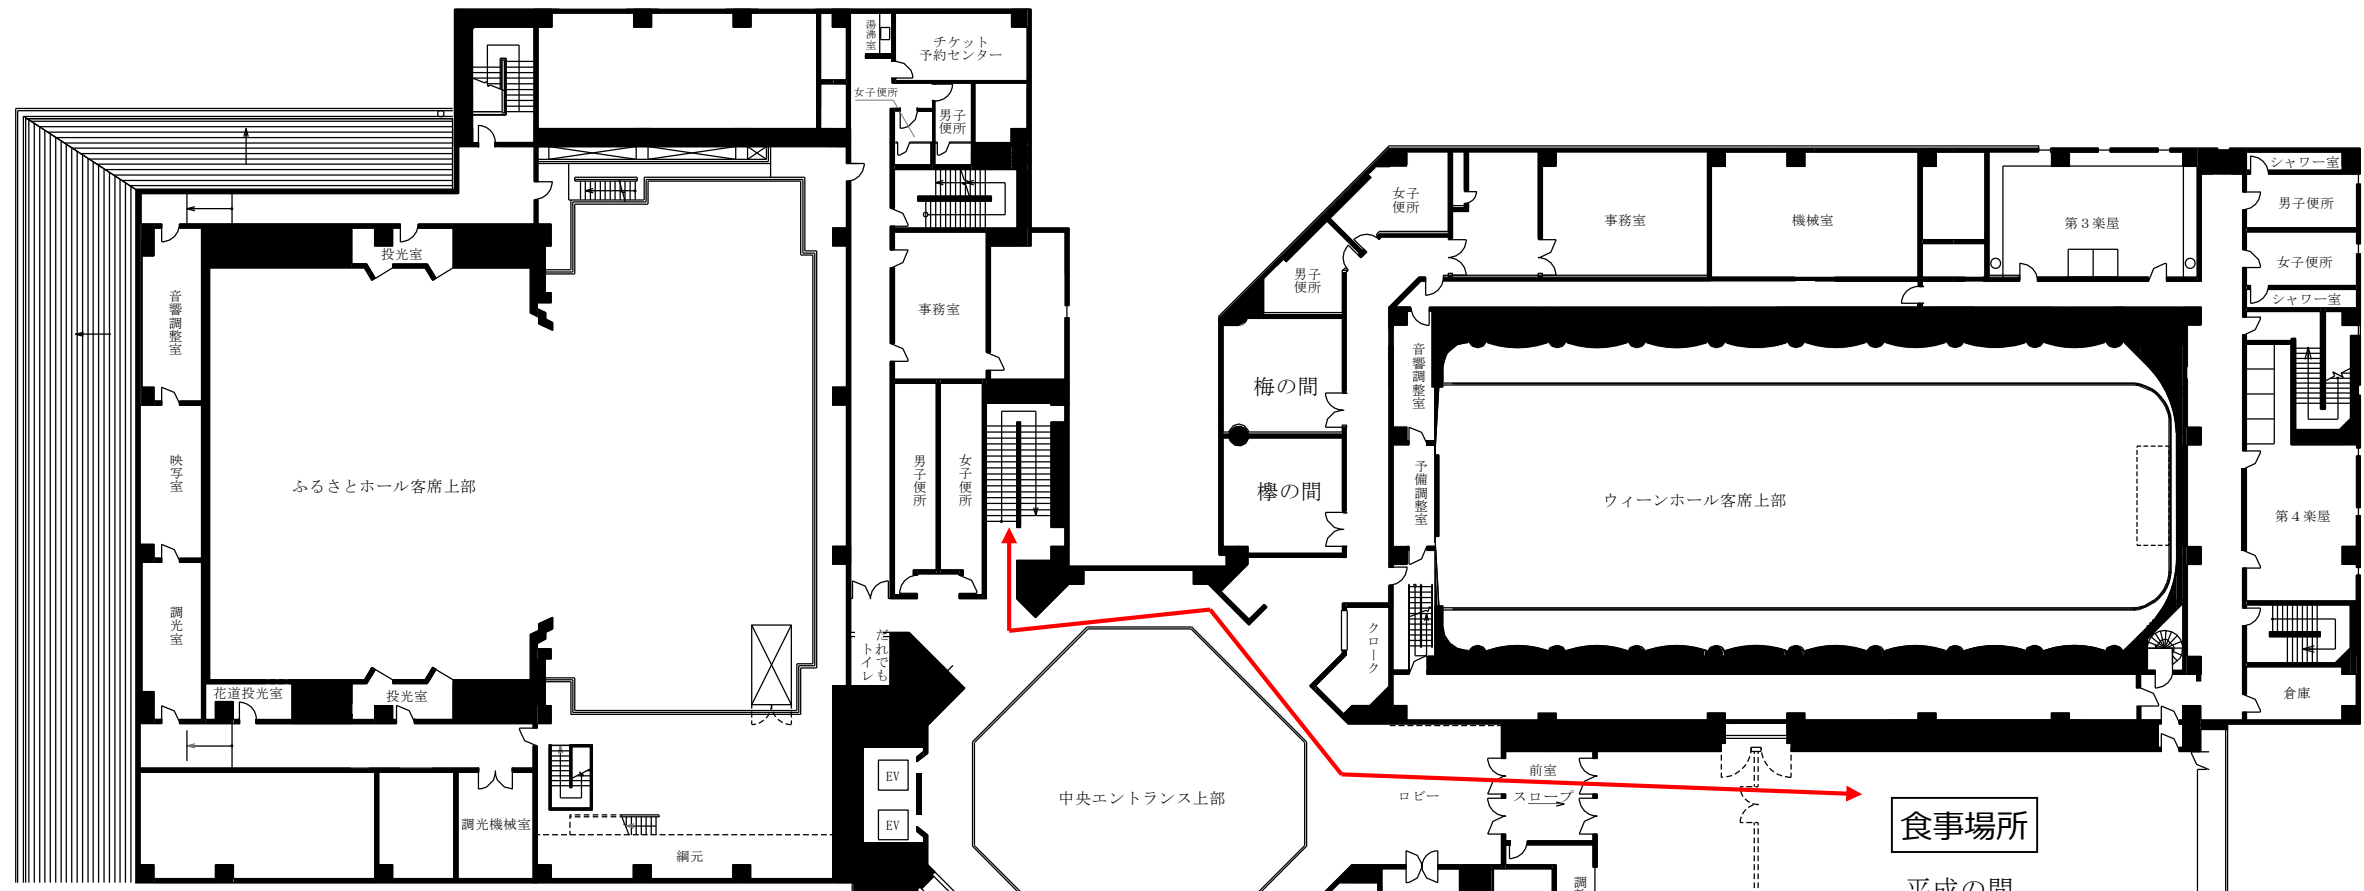 湯沸室
チケット
予約センター
女子便所
男子
便所
投光室
音響調整室
事務室
映写室
ふるさとホール客席上部
男子便所
女子便所
調光室
だれでも
トイレ
花道投光室
投光室
調光機械室
綱元
EV
EV
中央エントランス上部
女子
便所
男子
便所
事務室
機械室
第3楽屋
シャワー室
男子便所
女子便所
シャワー室
梅の間
欅の間
音響調整室
予備調整室
ウィーンホール客席上部
第4楽屋
クローク
倉庫
ロビー
前室
スロープ
食事場所
平成の間